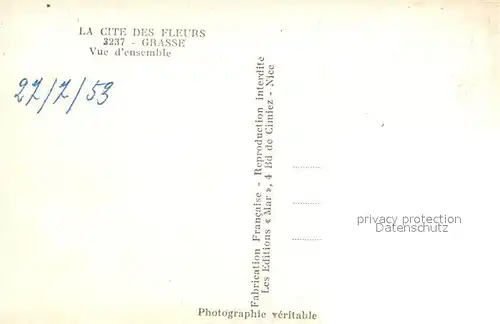 LA CITE DES FLEURS
3237 - GRASSE
Vue d'ensemble
27/7/53
Fabrication Française - Reproduction interdite
Les Editions « Mar », 4 Bd de Cimiez - Nice
privacy protection
Datenschutz
Photographie véritable